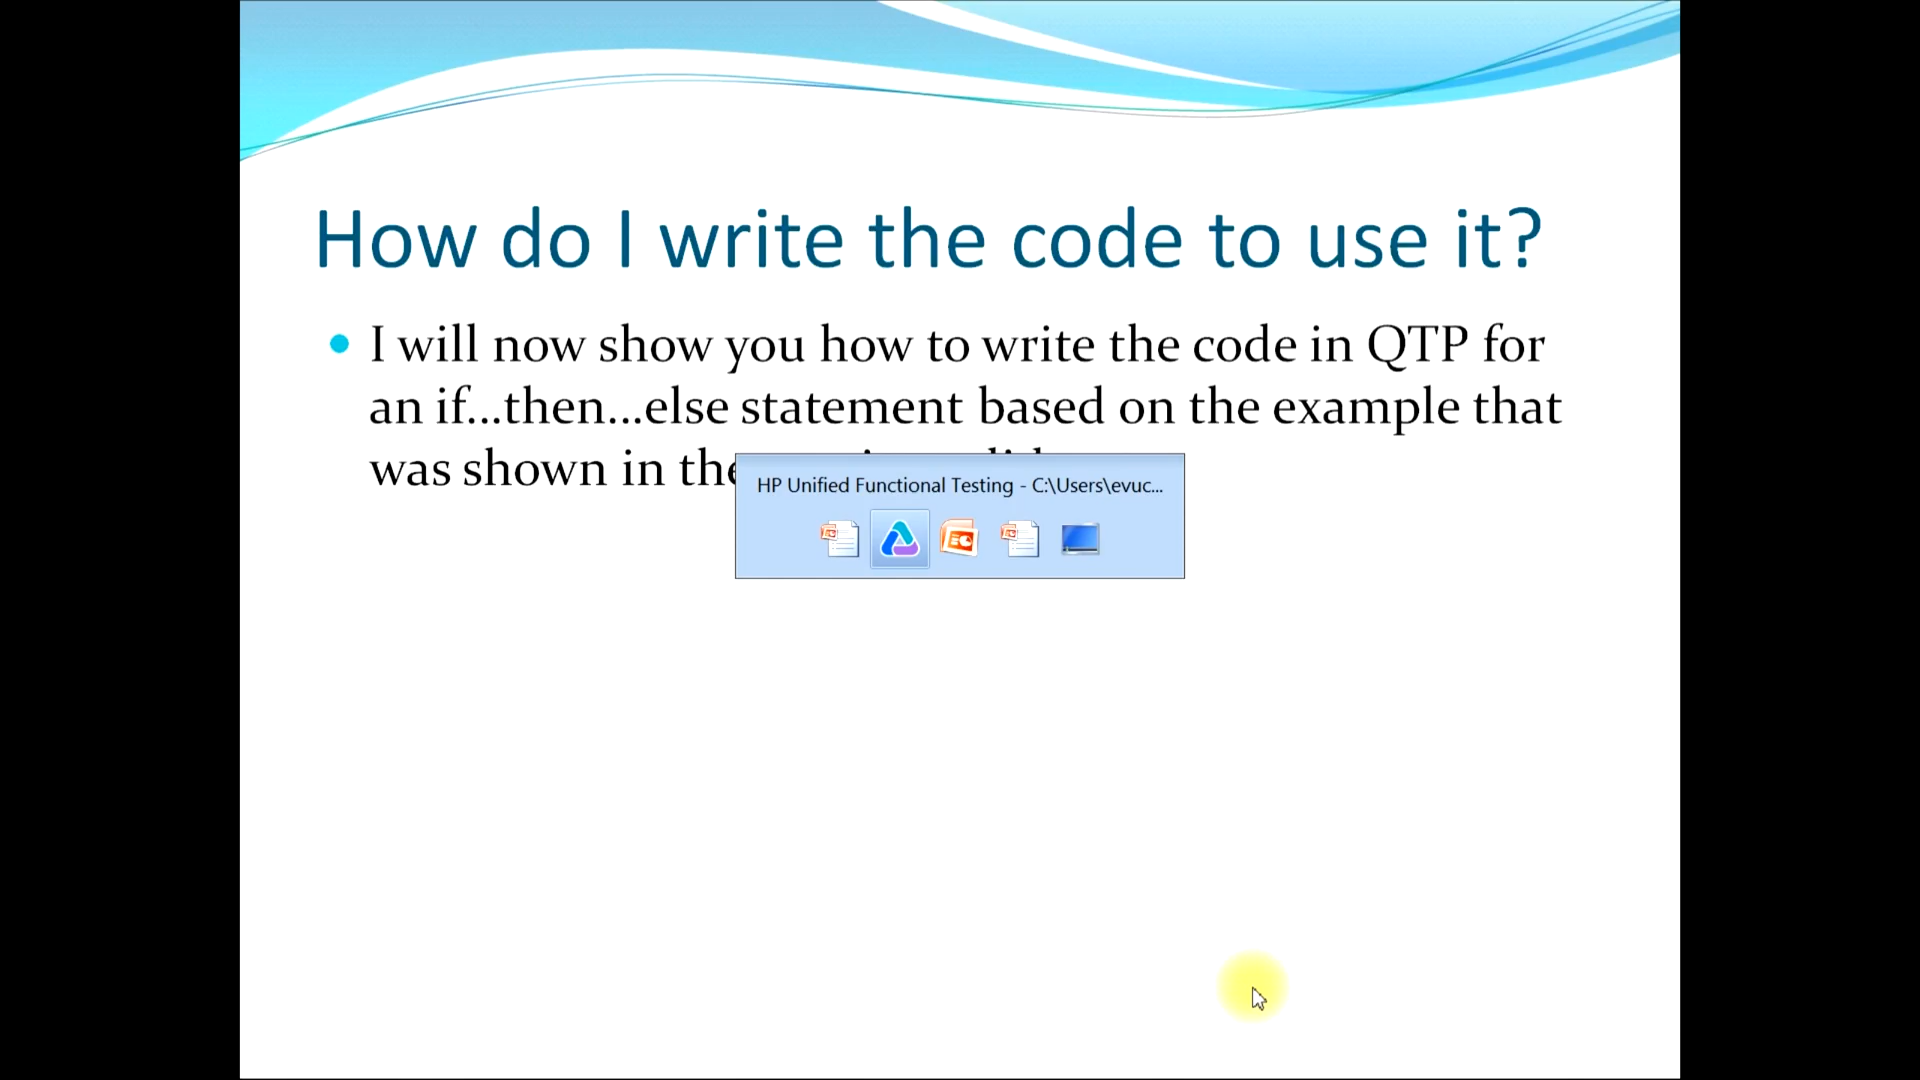 How do I write the code to use it?
I will now show you how to write the code in QTP for
an if...then...else statement based on the example that
was shown in the
HP Unified Functional Testing - C:\Users\evuc...